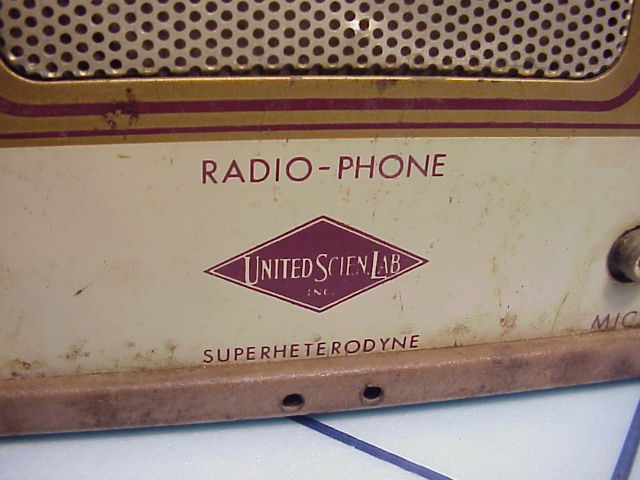 RADIO-PHONE
UNITED SCIEN. LAB
INC.
MIC
SUPERHETERODYNE